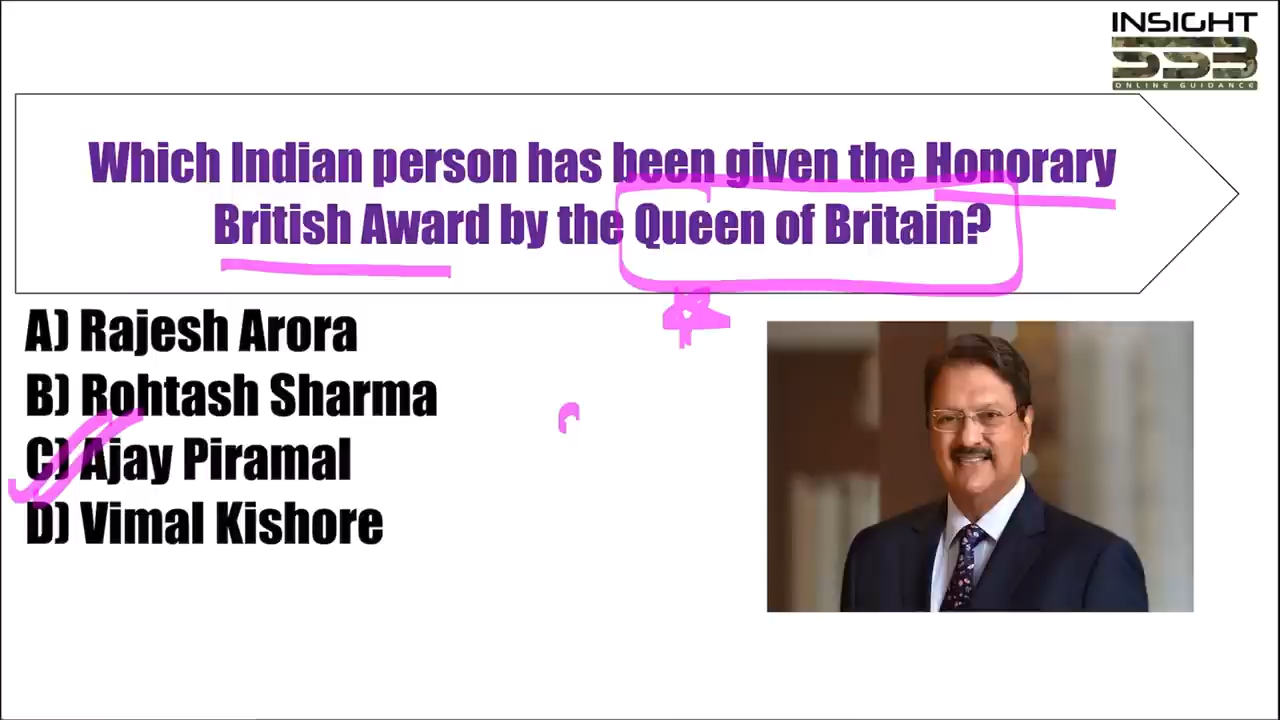 INSIGHT
SSB
ONLINE GUIDANCE
Which Indian person has been given the Honorary
British Award by the Queen of Britain?
A) Rajesh Arora
B) Rohtash Sharma
C) Ajay Piramal
D) Vimal Kishore